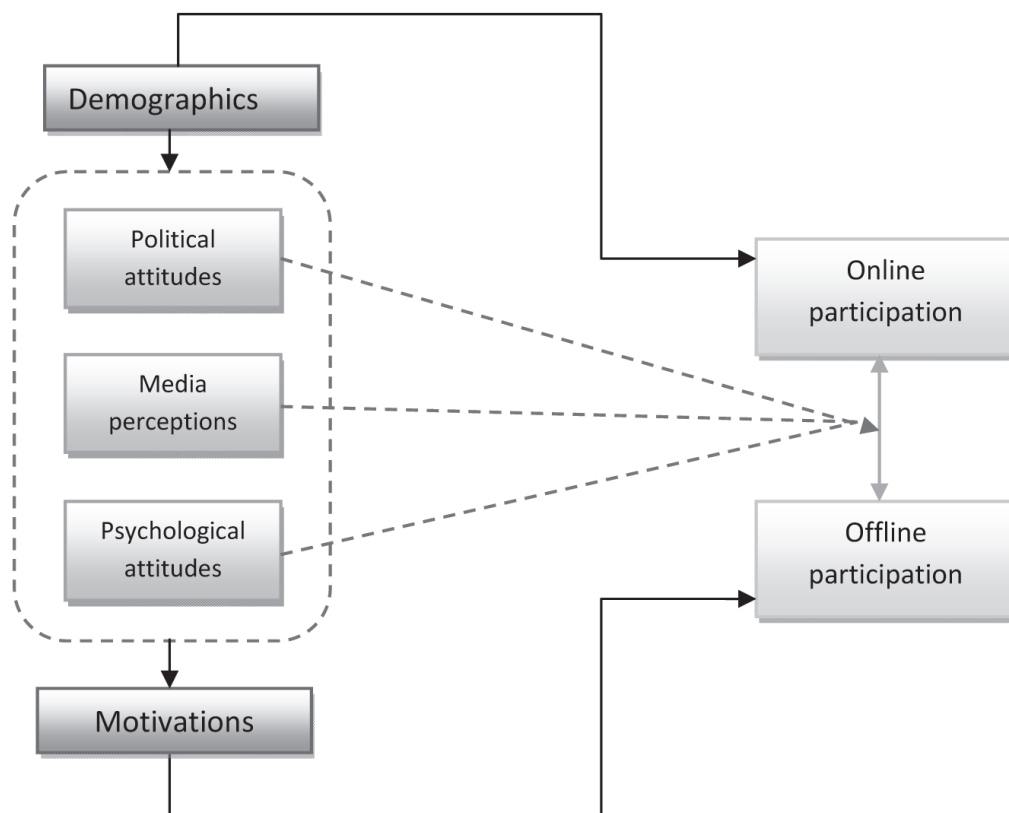 Demographics
Political
attitudes
Media
perceptions
Psychological
attitudes
Motivations
Online
participation
Offline
participation